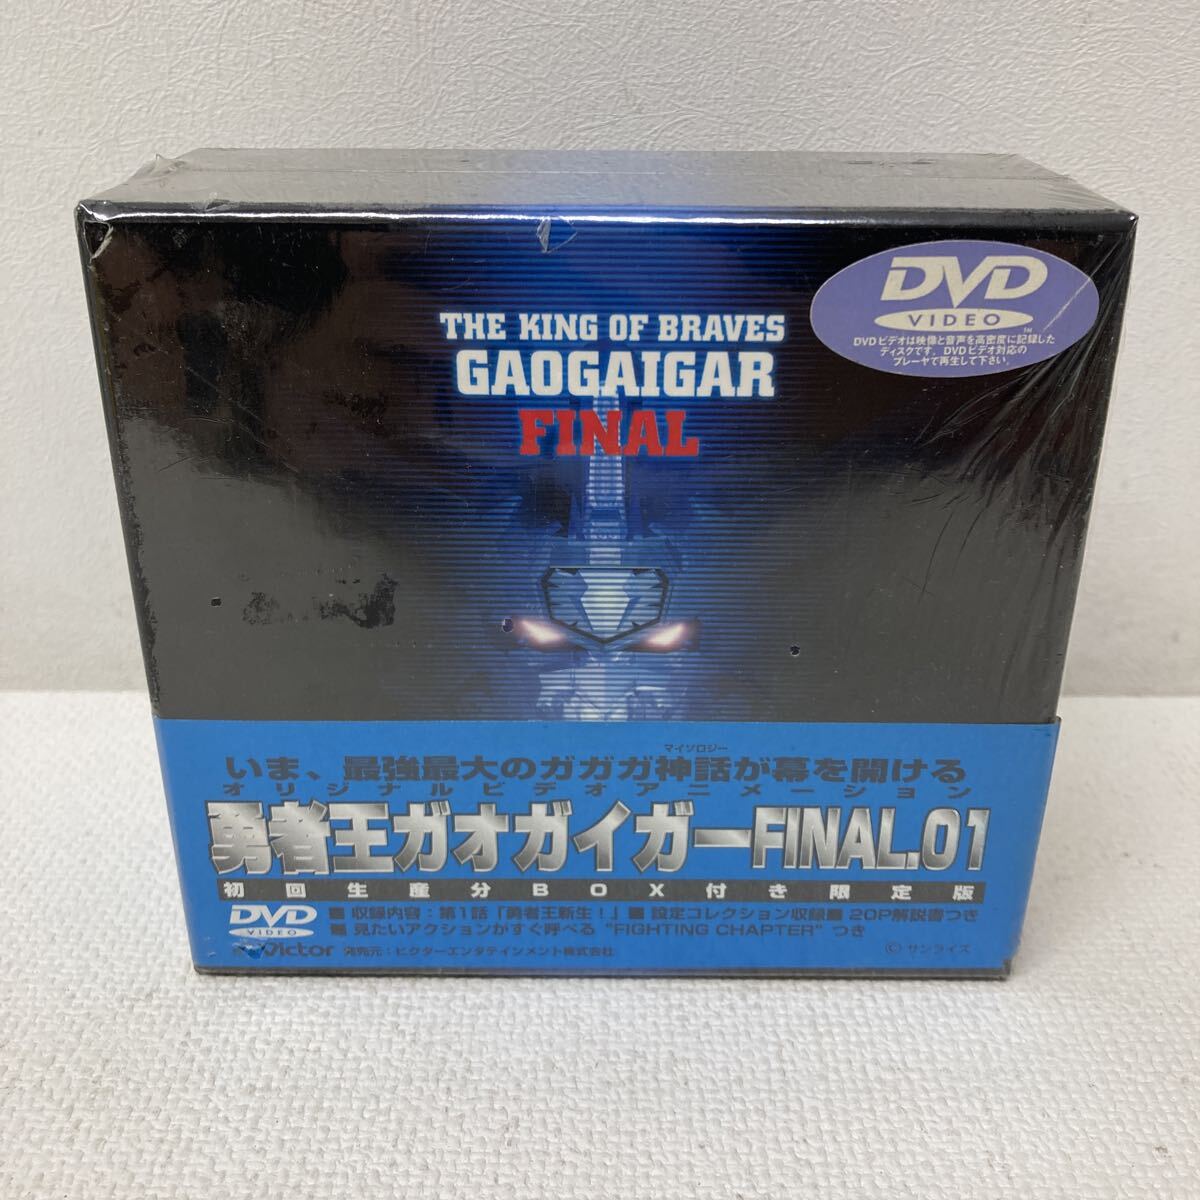 DVD
VIDEO
TM
DVDビデオは映像と音声を高密度に記録した
ディスクです。DVDビデオ対応の
プレーヤで再生して下さい。
THE KING OF BRAVES
GAOGAIGAR
FINAL
マイソロジー
いま、最強最大のガガガ神話が幕を開ける
オリジナルビデオアニメーション
勇者王ガオガイガーFINAL.01
初回生産分BOX付き限定版
DVD
VIDEO
■ 収録内容：第1話「勇者王新生！」■ 設定コレクション収録■ 20P解説書つき
■ 見たいアクションがすぐ呼べる “FIGHTING CHAPTER” つき
Victor 発売元：ビクターエンタテインメント株式会社
©サンライズ